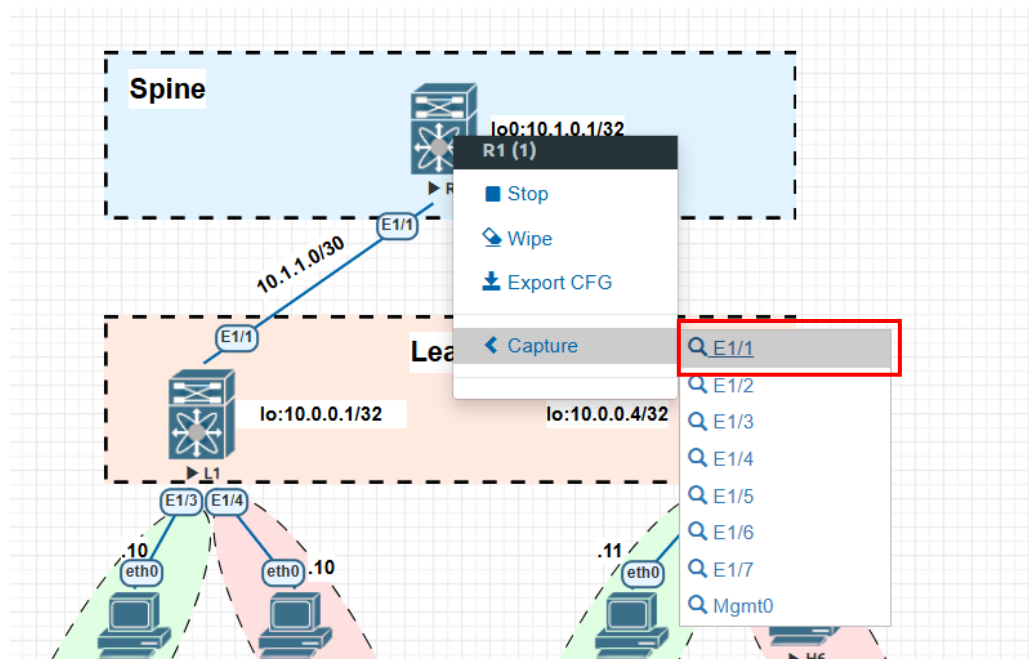 Spine
lo0:10.1.0.1/32
R1 (1)
R
Stop
E1/1
Wipe
10.1.1.0/30
Export CFG
E1/1
Lea
Capture
E1/1
E1/2
lo:10.0.0.1/32
lo:10.0.0.4/32
E1/3
E1/4
L1
E1/3
E1/4
E1/5
E1/6
.10
.10
.11
eth0
eth0
eth0
E1/7
Mgmt0
H6